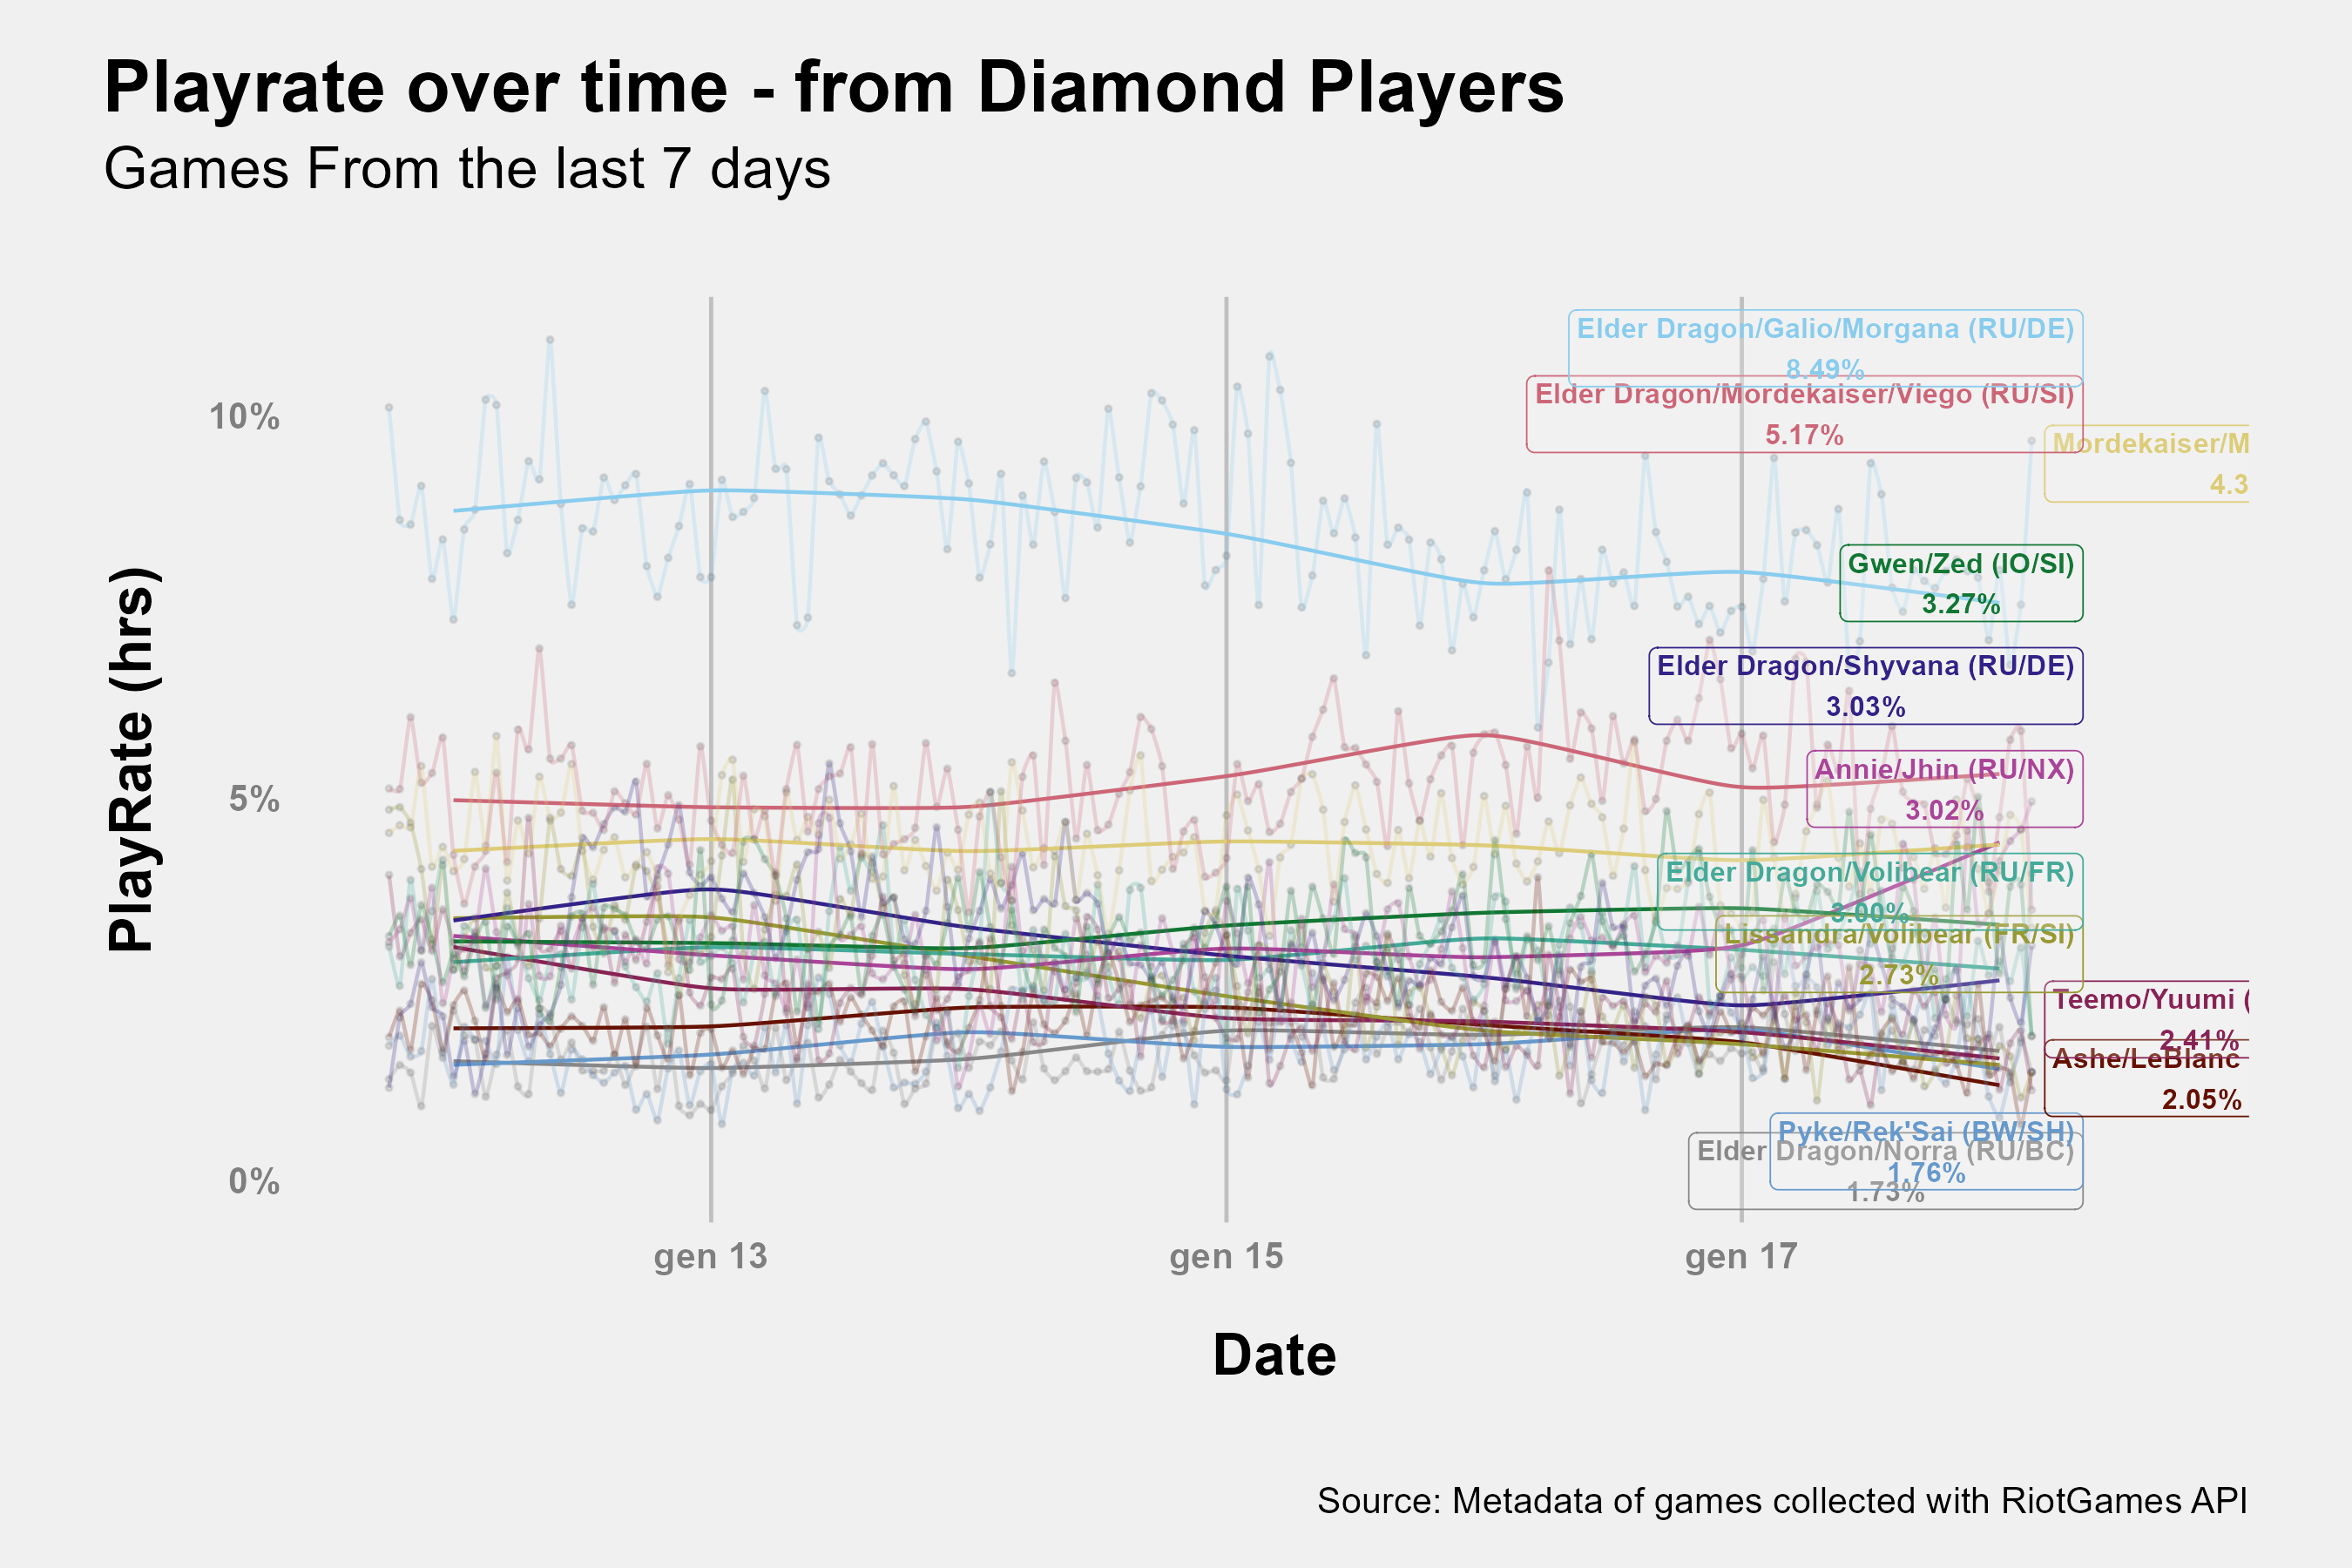 Playrate over time - from Diamond Players
Games From the last 7 days
PlayRate (hrs)
10%
5%
0%
Elder Dragon/Galio/Morgana (RU/DE)
8.49%
Elder Dragon/Mordekaiser/Viego (RU/SI)
5.17%
Mordekaiser/M
4.3
Gwen/Zed (IO/SI)
3.27%
Elder Dragon/Shyvana (RU/DE)
3.03%
Annie/Jhin (RU/NX)
3.02%
Elder Dragon/Volibear (RU/FR)
3.00%
Lissandra/Volibear (FR/SI)
2.73%
Teemo/Yuumi (
2.41%
Ashe/LeBlanc
2.05%
Pyke/Rek'Sai (BW/SH)
1.76%
Elder Dragon/Norra (RU/BC)
1.73%
gen 13
gen 15
gen 17
Date
Source: Metadata of games collected with RiotGames API